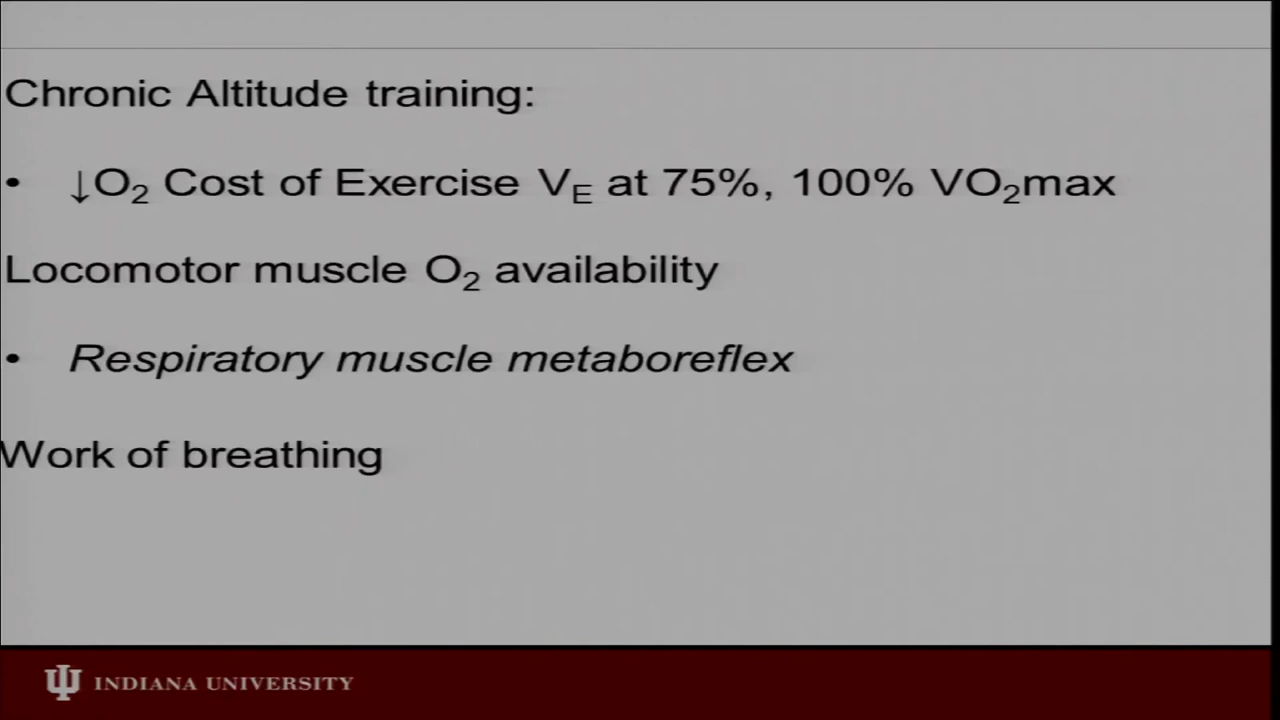 Chronic Altitude training:
• ↓O₂ Cost of Exercise V_E at 75%, 100% VO₂max
Locomotor muscle O₂ availability
• Respiratory muscle metaboreflex
Work of breathing
INDIANA UNIVERSITY